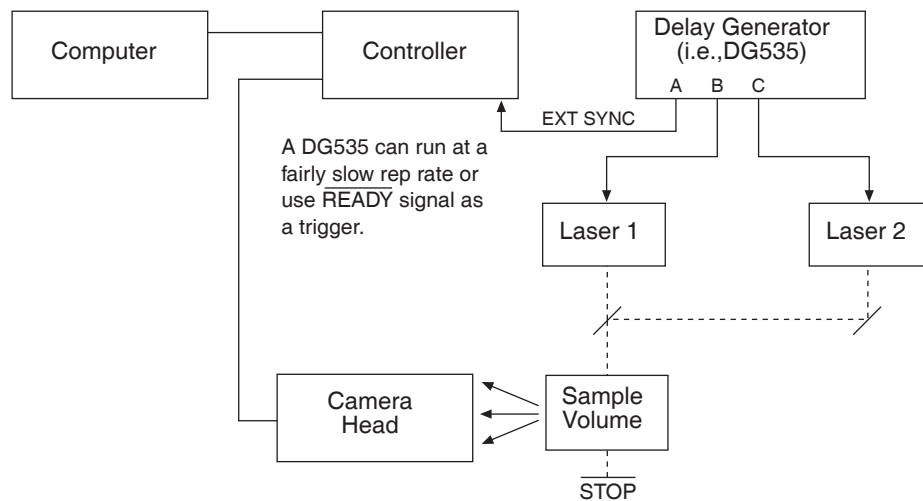 Computer
Controller
Delay Generator
(i.e.,DG535)
A B C
EXT SYNC
A DG535 can run at a
fairly slow rep rate or
use READY signal as
a trigger.
Laser 1
Laser 2
Camera
Head
Sample
Volume
STOP